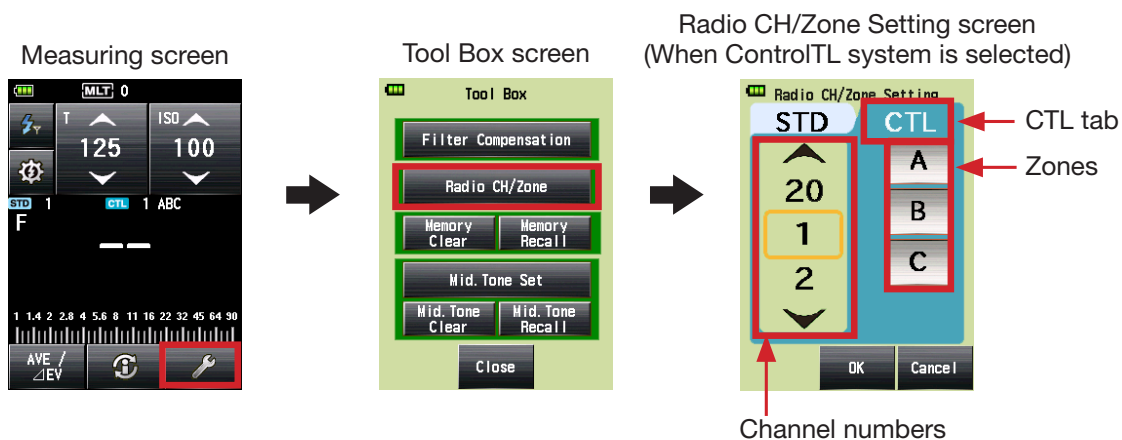 Measuring screen
MLT 0
T
125
ISO
100
STD 1 CTL 1 ABC
F
1 1.4 2 2.8 4 5.6 8 11 16 22 32 45 64 90
AVE /
⊿EV
Tool Box screen
Tool Box
Filter Compensation
Radio CH/Zone
Memory Clear
Memory Recall
Mid. Tone Set
Mid. Tone Clear
Mid. Tone Recall
Close
Radio CH/Zone Setting screen
(When ControlTL system is selected)
Radio CH/Zone Setting
STD
CTL
CTL tab
20
1
2
A
B
C
Zones
OK
Cancel
Channel numbers